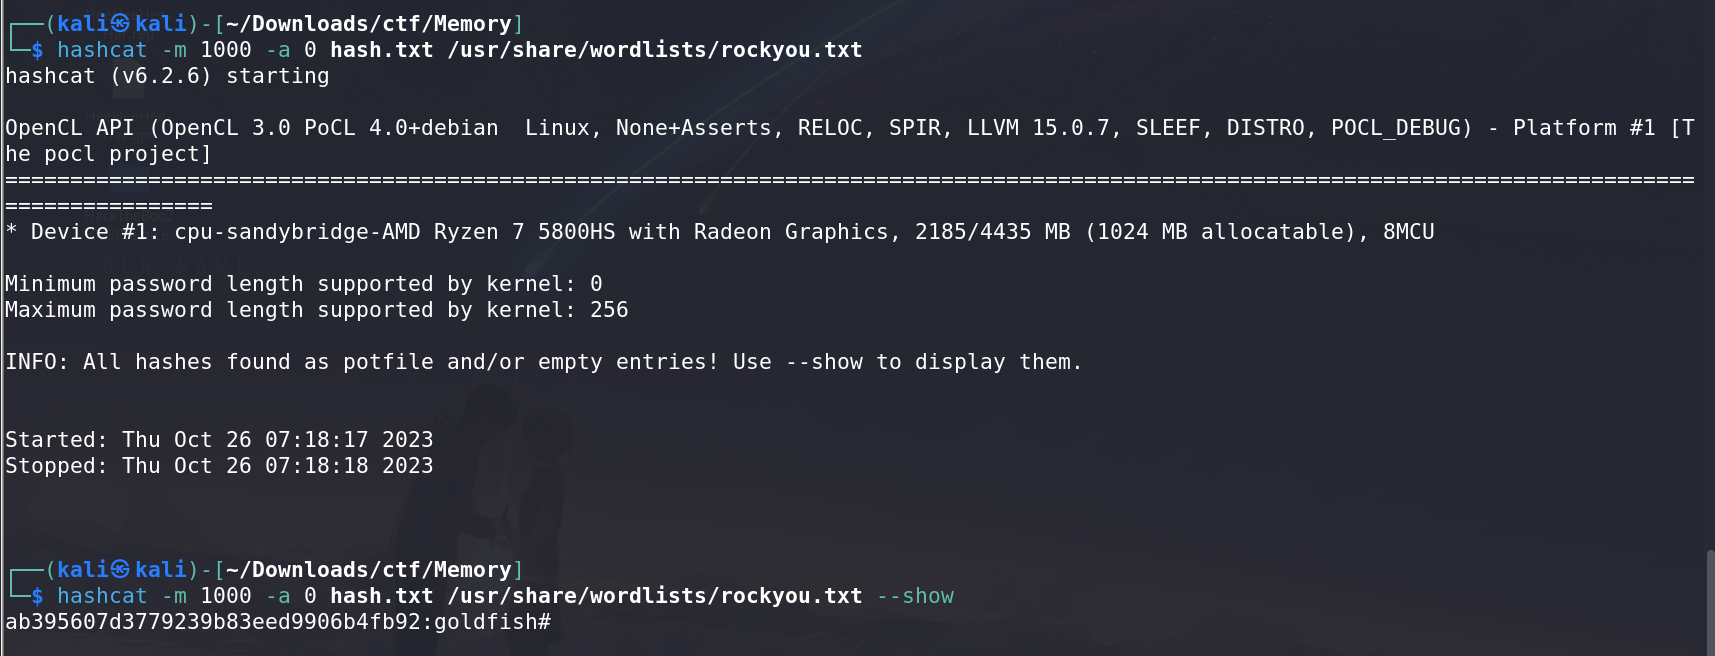 ┌──(kali㉿kali)-[~/Downloads/ctf/Memory]
└─$ hashcat -m 1000 -a 0 hash.txt /usr/share/wordlists/rockyou.txt
hashcat (v6.2.6) starting
OpenCL API (OpenCL 3.0 PoCL 4.0+debian  Linux, None+Asserts, RELOC, SPIR, LLVM 15.0.7, SLEEF, DISTRO, POCL_DEBUG) - Platform #1 [T
he pocl project]
==================================================================================================================================
================
* Device #1: cpu-sandybridge-AMD Ryzen 7 5800HS with Radeon Graphics, 2185/4435 MB (1024 MB allocatable), 8MCU
Minimum password length supported by kernel: 0
Maximum password length supported by kernel: 256
INFO: All hashes found as potfile and/or empty entries! Use --show to display them.
Started: Thu Oct 26 07:18:17 2023
Stopped: Thu Oct 26 07:18:18 2023
┌──(kali㉿kali)-[~/Downloads/ctf/Memory]
└─$ hashcat -m 1000 -a 0 hash.txt /usr/share/wordlists/rockyou.txt --show
ab395607d3779239b83eed9906b4fb92:goldfish#